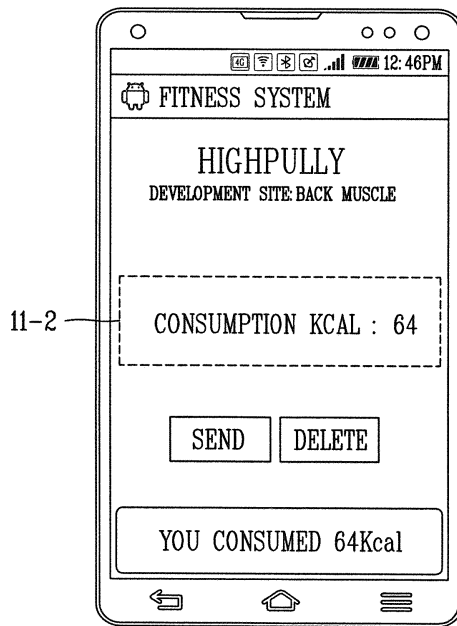 4G 12:46PM
FITNESS SYSTEM
HIGHPULLY
DEVELOPMENT SITE: BACK MUSCLE
11-2
CONSUMPTION KCAL : 64
SEND DELETE
YOU CONSUMED 64Kcal